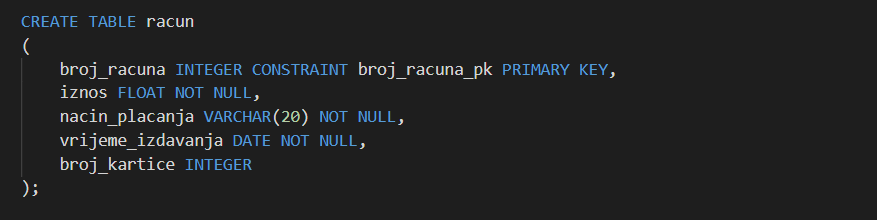 CREATE TABLE racun
(
broj_racuna INTEGER CONSTRAINT broj_racuna_pk PRIMARY KEY,
iznos FLOAT NOT NULL,
nacin_placanja VARCHAR(20) NOT NULL,
vrijeme_izdavanja DATE NOT NULL,
broj_kartice INTEGER
);